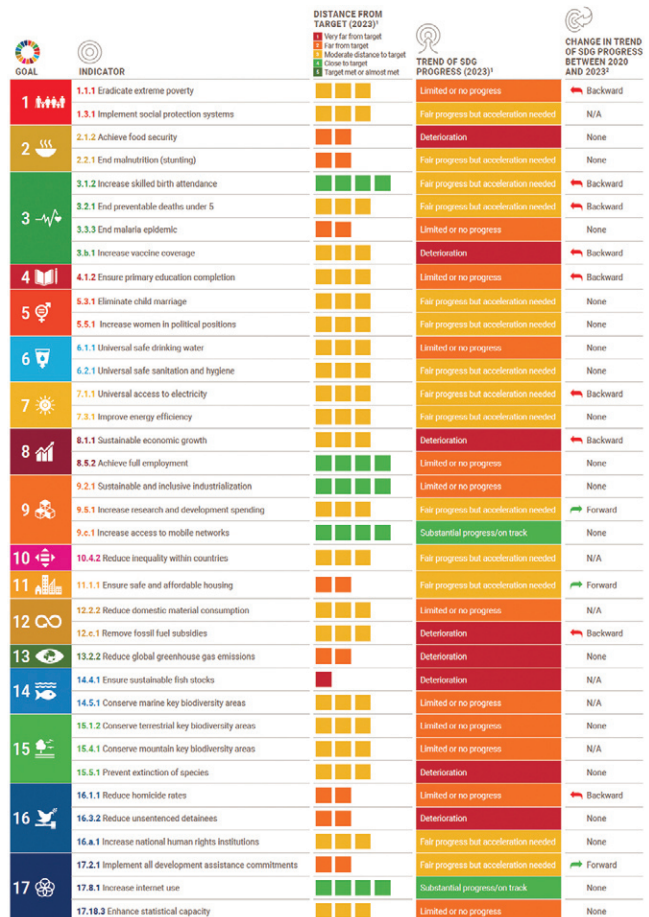 GOAL
INDICATOR
DISTANCE FROM
TARGET (2023)¹
1 Very far from target
2 Far from target
3 Moderate distance to target
4 Close to target
5 Target met or almost met
TREND OF SDG
PROGRESS (2023)¹
CHANGE IN TREND
OF SDG PROGRESS
BETWEEN 2020
AND 2023²
1
1.1.1 Eradicate extreme poverty Limited or no progress Backward
1.3.1 Implement social protection systems Fair progress but acceleration needed N/A
2
2.1.2 Achieve food security Deterioration None
2.2.1 End malnutrition (stunting) Fair progress but acceleration needed None
3
3.1.2 Increase skilled birth attendance Fair progress but acceleration needed Backward
3.2.1 End preventable deaths under 5 Fair progress but acceleration needed Backward
3.3.3 End malaria epidemic Limited or no progress None
3.b.1 Increase vaccine coverage Deterioration Backward
4
4.1.2 Ensure primary education completion Limited or no progress Backward
5
5.3.1 Eliminate child marriage Fair progress but acceleration needed None
5.5.1 Increase women in political positions Fair progress but acceleration needed None
6
6.1.1 Universal safe drinking water Limited or no progress None
6.2.1 Universal safe sanitation and hygiene Fair progress but acceleration needed None
7
7.1.1 Universal access to electricity Fair progress but acceleration needed Backward
7.3.1 Improve energy efficiency Fair progress but acceleration needed None
8
8.1.1 Sustainable economic growth Deterioration Backward
8.5.2 Achieve full employment Limited or no progress None
9
9.2.1 Sustainable and inclusive industrialization Limited or no progress None
9.5.1 Increase research and development spending Fair progress but acceleration needed Forward
9.c.1 Increase access to mobile networks Substantial progress/on track None
10
10.4.2 Reduce inequality within countries Fair progress but acceleration needed N/A
11
11.1.1 Ensure safe and affordable housing Fair progress but acceleration needed Forward
12
12.2.2 Reduce domestic material consumption Limited or no progress N/A
12.c.1 Remove fossil fuel subsidies Deterioration Backward
13
13.2.2 Reduce global greenhouse gas emissions Deterioration None
14
14.4.1 Ensure sustainable fish stocks Deterioration N/A
14.5.1 Conserve marine key biodiversity areas Limited or no progress N/A
15
15.1.2 Conserve terrestrial key biodiversity areas Limited or no progress None
15.4.1 Conserve mountain key biodiversity areas Limited or no progress N/A
15.5.1 Prevent extinction of species Deterioration None
16
16.1.1 Reduce homicide rates Limited or no progress Backward
16.3.2 Reduce unsentenced detainees Deterioration None
16.a.1 Increase national human rights institutions Fair progress but acceleration needed None
17
17.2.1 Implement all development assistance commitments Fair progress but acceleration needed Forward
17.8.1 Increase internet use Substantial progress/on track None
17.18.3 Enhance statistical capacity Limited or no progress None